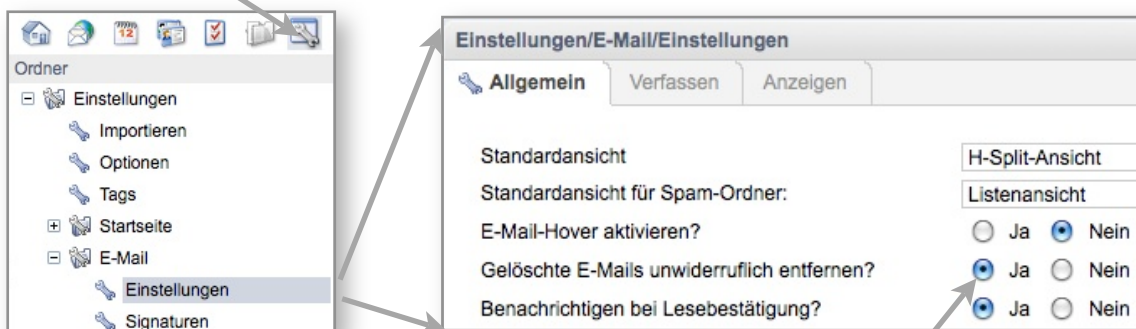 12
Ordner
Einstellungen
Importieren
Optionen
Tags
Startseite
E-Mail
Einstellungen
Signaturen
Einstellungen/E-Mail/Einstellungen
Allgemein Verfassen Anzeigen
Standardansicht H-Split-Ansicht
Standardansicht für Spam-Ordner: Listenansicht
E-Mail-Hover aktivieren? Ja Nein
Gelöschte E-Mails unwiderruflich entfernen? Ja Nein
Benachrichtigen bei Lesebestätigung? Ja Nein